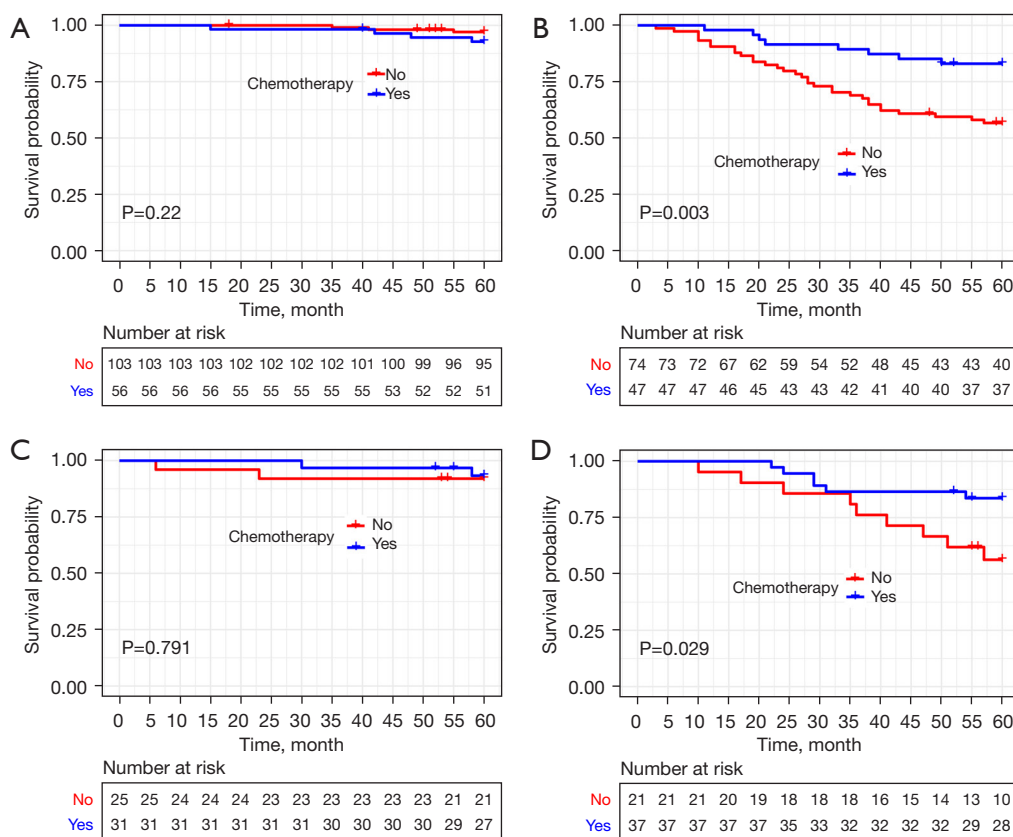 A
Survival probability
1.00
0.75
0.50
0.25
0.00
Chemotherapy
No
Yes
P=0.22
0 5 10 15 20 25 30 35 40 45 50 55 60
Time, month
Number at risk
No 103 103 103 103 102 102 102 102 101 100 99 96 95
Yes 56 56 56 56 55 55 55 55 55 53 52 52 51
B
Survival probability
1.00
0.75
0.50
0.25
0.00
Chemotherapy
No
Yes
P=0.003
0 5 10 15 20 25 30 35 40 45 50 55 60
Time, month
Number at risk
No 74 73 72 67 62 59 54 52 48 45 43 43 40
Yes 47 47 47 46 45 43 43 42 41 40 40 37 37
C
Survival probability
1.00
0.75
0.50
0.25
0.00
Chemotherapy
No
Yes
P=0.791
0 5 10 15 20 25 30 35 40 45 50 55 60
Time, month
Number at risk
No 25 25 24 24 24 23 23 23 23 23 23 21 21
Yes 31 31 31 31 31 31 31 30 30 30 30 29 27
D
Survival probability
1.00
0.75
0.50
0.25
0.00
Chemotherapy
No
Yes
P=0.029
0 5 10 15 20 25 30 35 40 45 50 55 60
Time, month
Number at risk
No 21 21 21 20 19 18 18 18 16 15 14 13 10
Yes 37 37 37 37 37 35 33 32 32 32 32 29 28